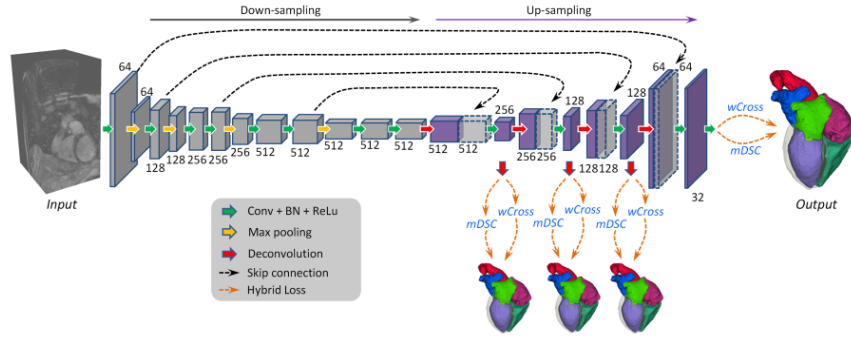 Down-sampling
Up-sampling
64
64
128
128
256
256
256
512
512
512
512
512
512
512
256
256
256
128
128
128
128
64
64
32
Input
Output
wCross
mDSC
mDSC
wCross
mDSC
wCross
mDSC
wCross
Conv + BN + ReLu
Max pooling
Deconvolution
Skip connection
Hybrid Loss